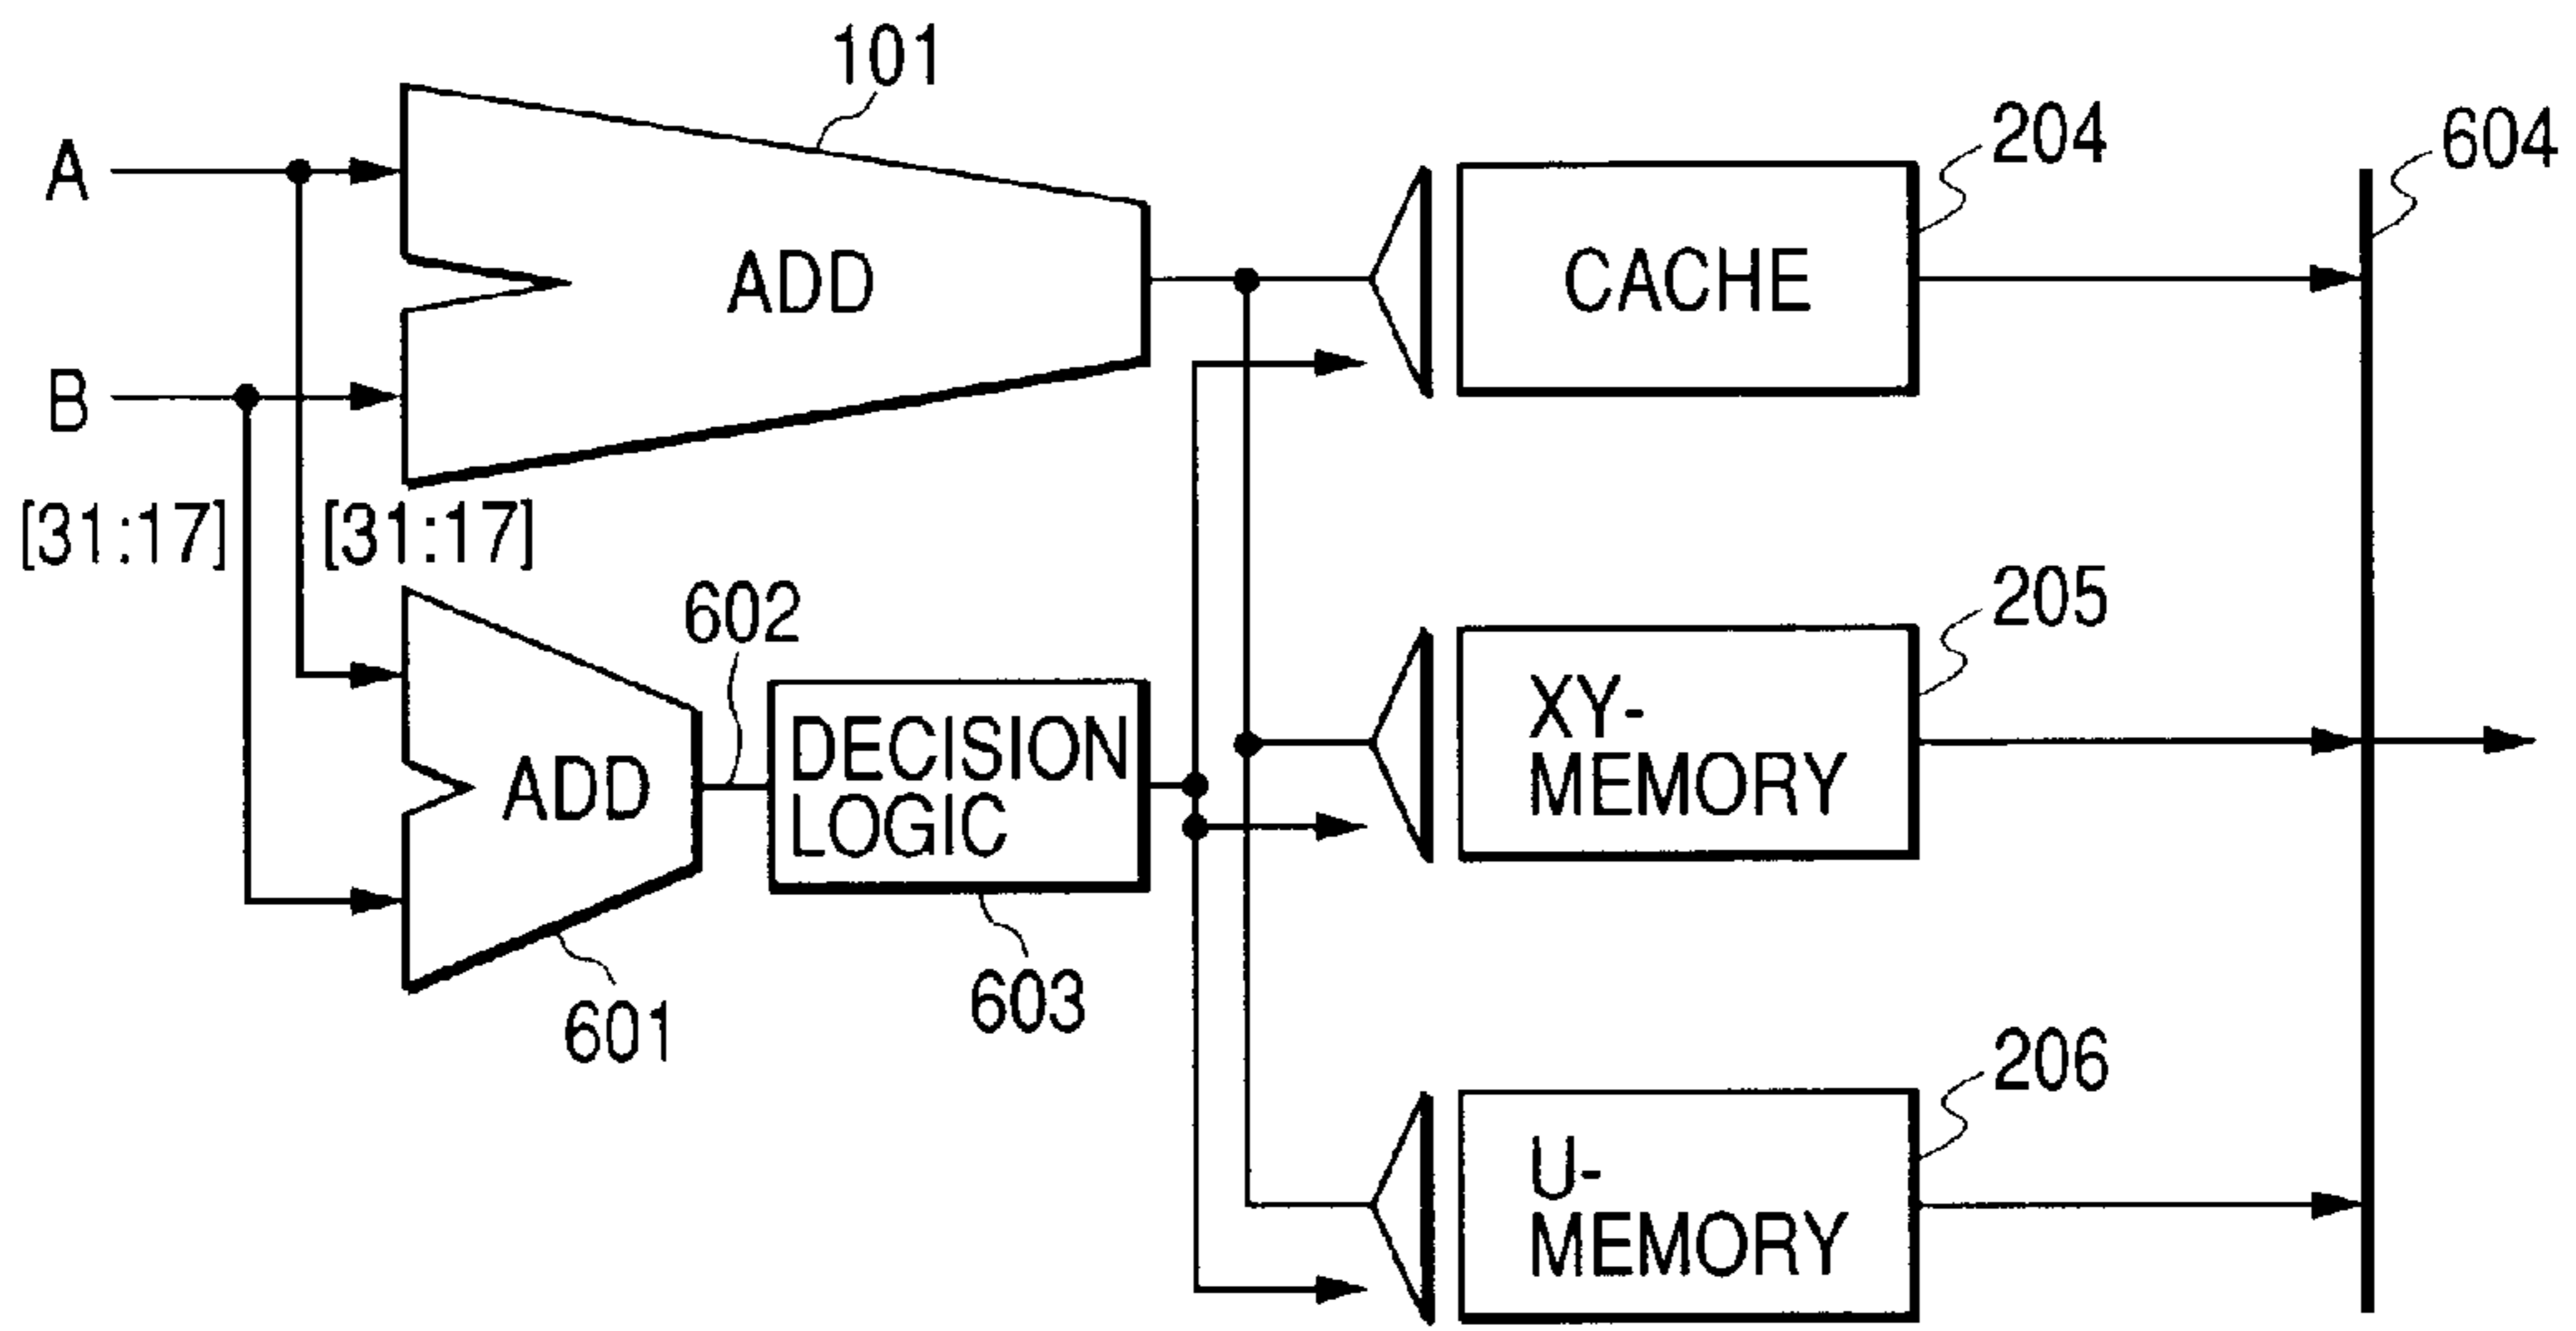 101
A
ADD
204
604
CACHE
B
[31:17]
[31:17]
602
205
ADD
DECISION
LOGIC
XY-
MEMORY
603
601
206
U-
MEMORY